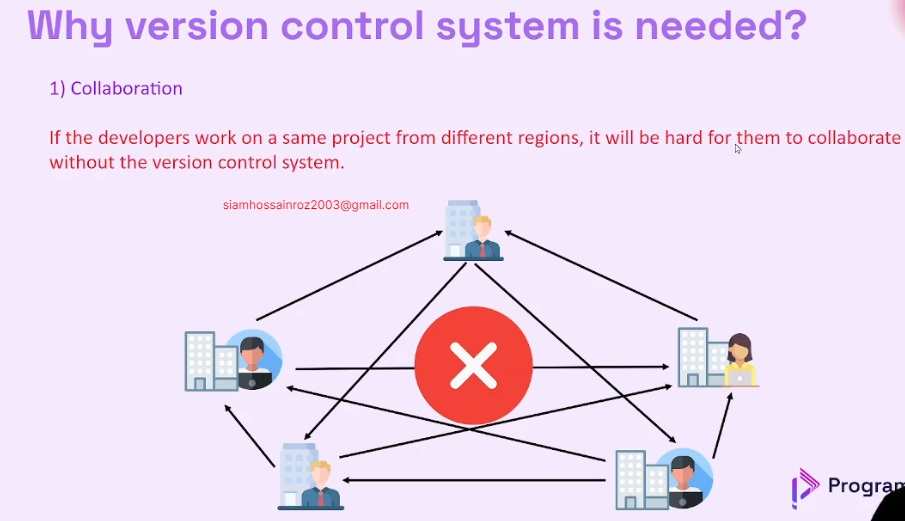 Why version control system is needed?
1) Collaboration
If the developers work on a same project from different regions, it will be hard for them to collaborate
without the version control system.
siamhossainroz2003@gmail.com